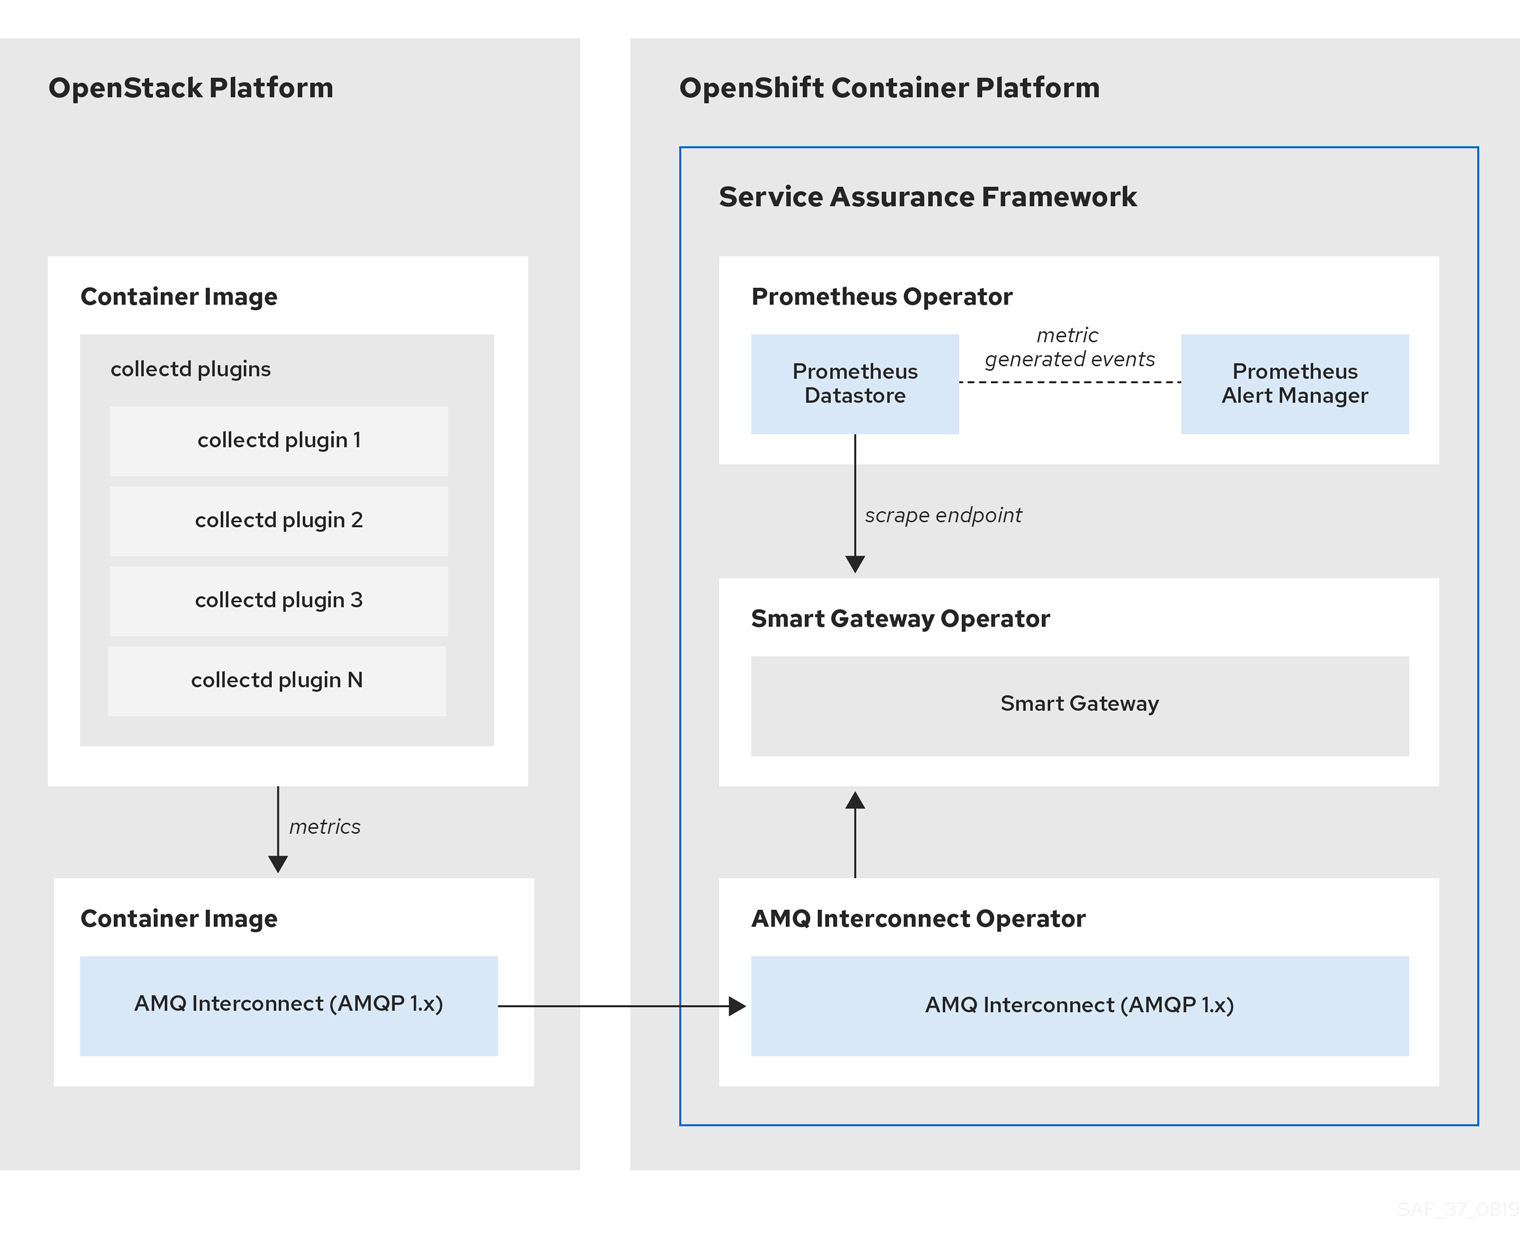 OpenStack Platform
Container Image
collectd plugins
collectd plugin 1
collectd plugin 2
collectd plugin 3
collectd plugin N
metrics
Container Image
AMQ Interconnect (AMQP 1.x)
OpenShift Container Platform
Service Assurance Framework
Prometheus Operator
Prometheus
Datastore
metric
generated events
Prometheus
Alert Manager
scrape endpoint
Smart Gateway Operator
Smart Gateway
AMQ Interconnect Operator
AMQ Interconnect (AMQP 1.x)
SAF_37_0819